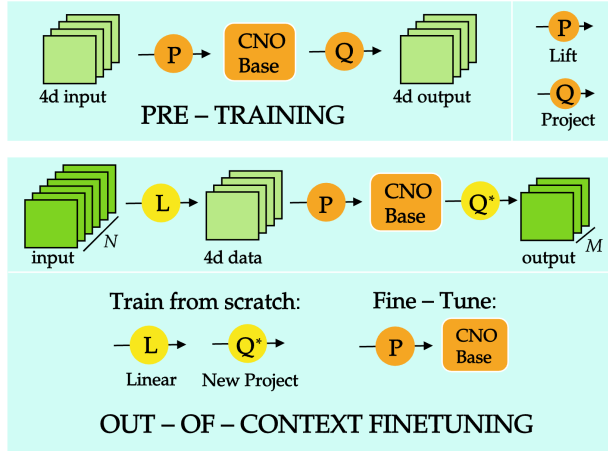 P
CNO
Base
Q
4d input
4d output
PRE – TRAINING
P
Lift
Q
Project
L
P
CNO
Base
Q*
N
M
input
4d data
output
Train from scratch:
Fine – Tune:
L
Q*
P
CNO
Base
Linear
New Project
OUT – OF – CONTEXT FINETUNING